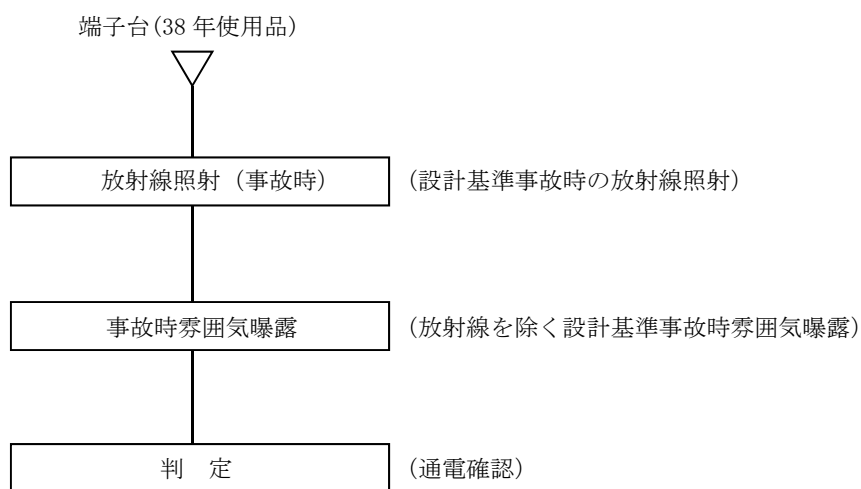 端子台(38 年使用品)
放射線照射（事故時） (設計基準事故時の放射線照射)
事故時雰囲気曝露 (放射線を除く設計基準事故時雰囲気曝露)
判　定 (通電確認)